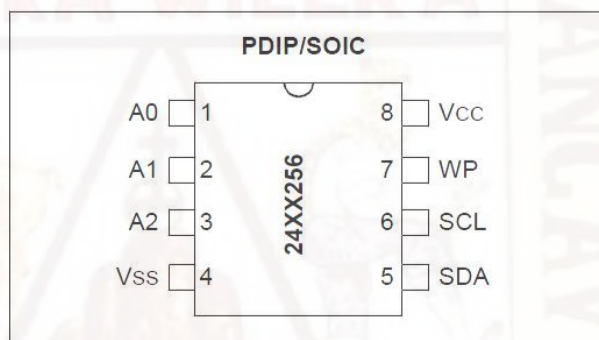 PDIP/SOIC
A0 1 8 Vcc
A1 2 7 WP
A2 3 6 SCL
Vss 4 5 SDA
24XX256